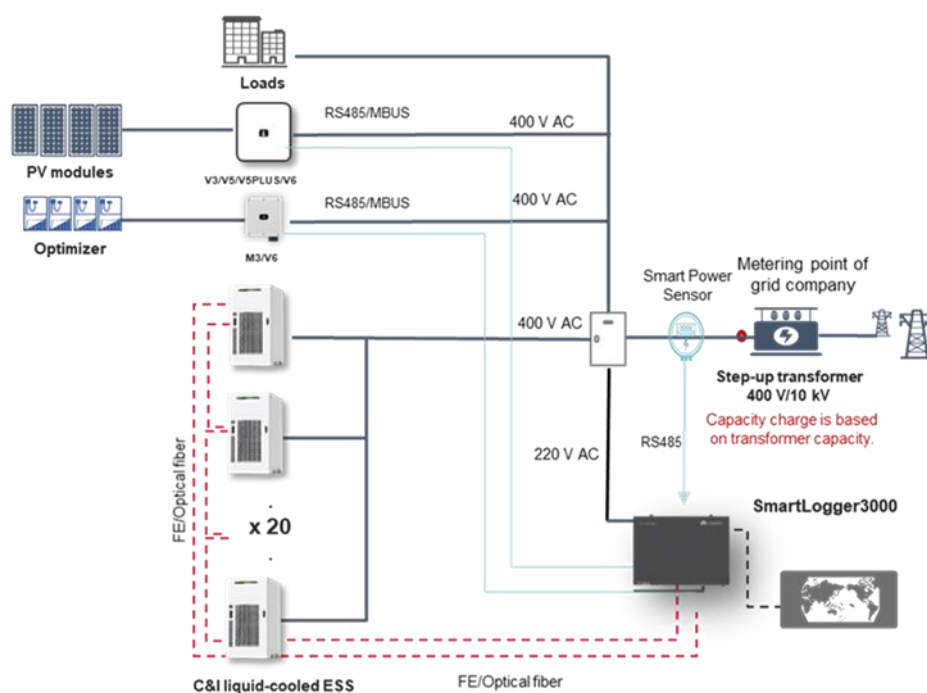 Loads
RS485/MBUS
400 V AC
PV modules
V3/V5/V5PLUS/V6
RS485/MBUS
400 V AC
Optimizer
M3/V6
Smart Power
Sensor
Metering point of
grid company
400 V AC
Step-up transformer
400 V/10 kV
Capacity charge is based
on transformer capacity.
RS485
220 V AC
FE/Optical fiber
x 20
SmartLogger3000
C&I liquid-cooled ESS
FE/Optical fiber